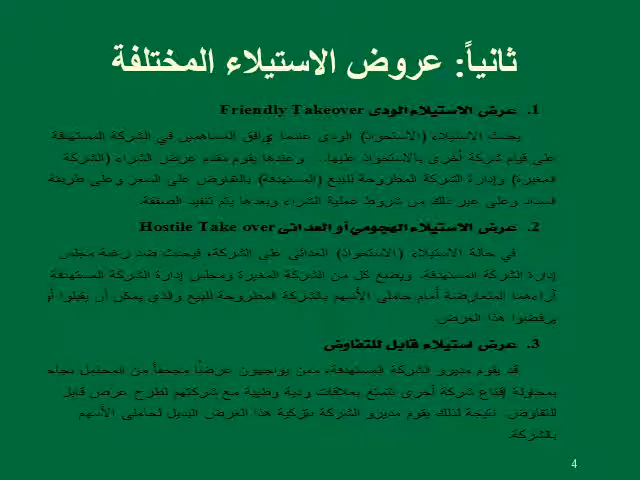 ثانياً: عروض الاستيلاء المختلفة
1. عرض الاستيلاء الودى Friendly Takeover
يحدث الاستيلاء (الاستحواذ) الودى عندما يوافق المساهمين في الشركة المستهدفة
على قيام شركة أخرى بالاستحواذ عليها.. وعندها يقوم مقدم عرض الشراء (الشركة
المغيرة) وإدارة الشركة المطروحة للبيع (المستهدفة) بالتفاوض على السعر وعلى طريقة
السداد وعلى غير ذلك من شروط عملية الشراء وبعدها يتم تنفيذ الصفقة.
2. عرض الاستيلاء الهجومي أو العدائى Hostile Take over
في حالة الاستيلاء (الاستحواذ) العدائى على الشركة، فيحدث ضد رغبة مجلس
إدارة الشركة المستهدفة. ويضع كل من الشركة المغيرة ومجلس إدارة الشركة المستهدفة
آراءهما المتعارضة أمام حاملى الأسهم بالشركة المطروحة للبيع والذي يمكن أن يقبلوا أو
يرفضوا هذا العرض.
3. عرض استيلاء قابل للتفاوض
قد يقوم مديرو الشركة المستهدفة، ممن يواجهون عرضاً مجحفاً من المحتمل نجاحه
بمحاولة إقناع شركة أخرى تتمتع بعلاقات ودية وطيبة مع شركتهم لطرح عرض قابل
للتفاوض. نتيجة لذلك يقوم مديرو الشركة بتزكية هذا العرض البديل لحاملى الأسهم
بالشركة.
4